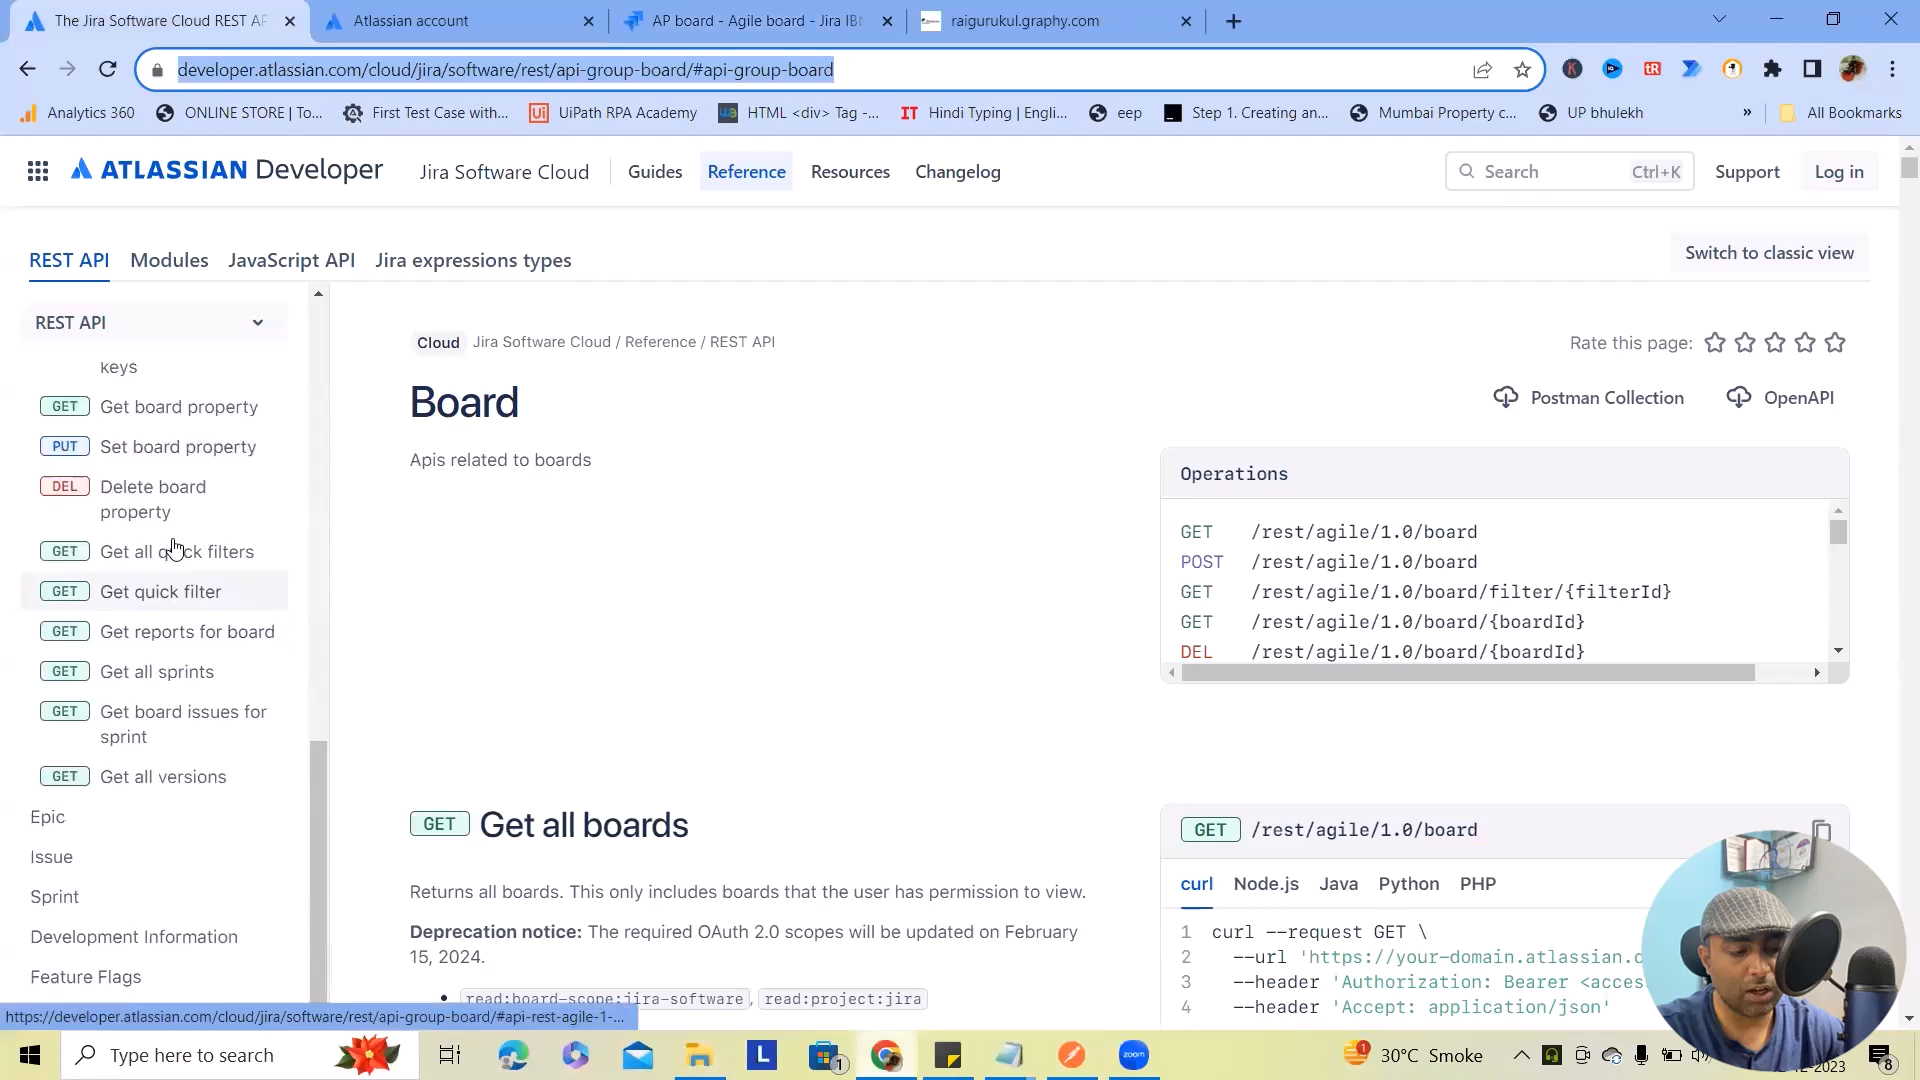 The Jira Software Cloud REST AP
Atlassian account
AP board - Agile board - Jira IBM
raigurukul.graphy.com
developer.atlassian.com/cloud/jira/software/rest/api-group-board/#api-group-board
Analytics 360
ONLINE STORE | To...
First Test Case with...
UiPath RPA Academy
HTML <div> Tag -...
Hindi Typing | Engli...
eep
Step 1. Creating an...
Mumbai Property c...
UP bhulekh
»
All Bookmarks
ATLASSIAN Developer
Jira Software Cloud
Guides
Reference
Resources
Changelog
Search
Ctrl+K
Support
Log in
REST API
Modules
JavaScript API
Jira expressions types
Switch to classic view
REST API
keys
GET Get board property
PUT Set board property
DEL Delete board
property
GET Get all quick filters
GET Get quick filter
GET Get reports for board
GET Get all sprints
GET Get board issues for
sprint
GET Get all versions
Epic
Issue
Sprint
Development Information
Feature Flags
Cloud Jira Software Cloud / Reference / REST API
Rate this page:
Board
Postman Collection
OpenAPI
Apis related to boards
Operations
GET /rest/agile/1.0/board
POST /rest/agile/1.0/board
GET /rest/agile/1.0/board/filter/{filterId}
GET /rest/agile/1.0/board/{boardId}
DEL /rest/agile/1.0/board/{boardId}
GET Get all boards
Returns all boards. This only includes boards that the user has permission to view.
Deprecation notice: The required OAuth 2.0 scopes will be updated on February
15, 2024.
• read:board-scope:jira-software, read:project:jira
GET /rest/agile/1.0/board
curl Node.js Java Python PHP
1 curl --request GET \
2 --url 'https://your-domain.atlassian.
3 --header 'Authorization: Bearer <acces
4 --header 'Accept: application/json'
https://developer.atlassian.com/cloud/jira/software/rest/api-group-board/#api-rest-agile-1-...
Type here to search
L
1
zoom
1
30°C Smoke
2023
8